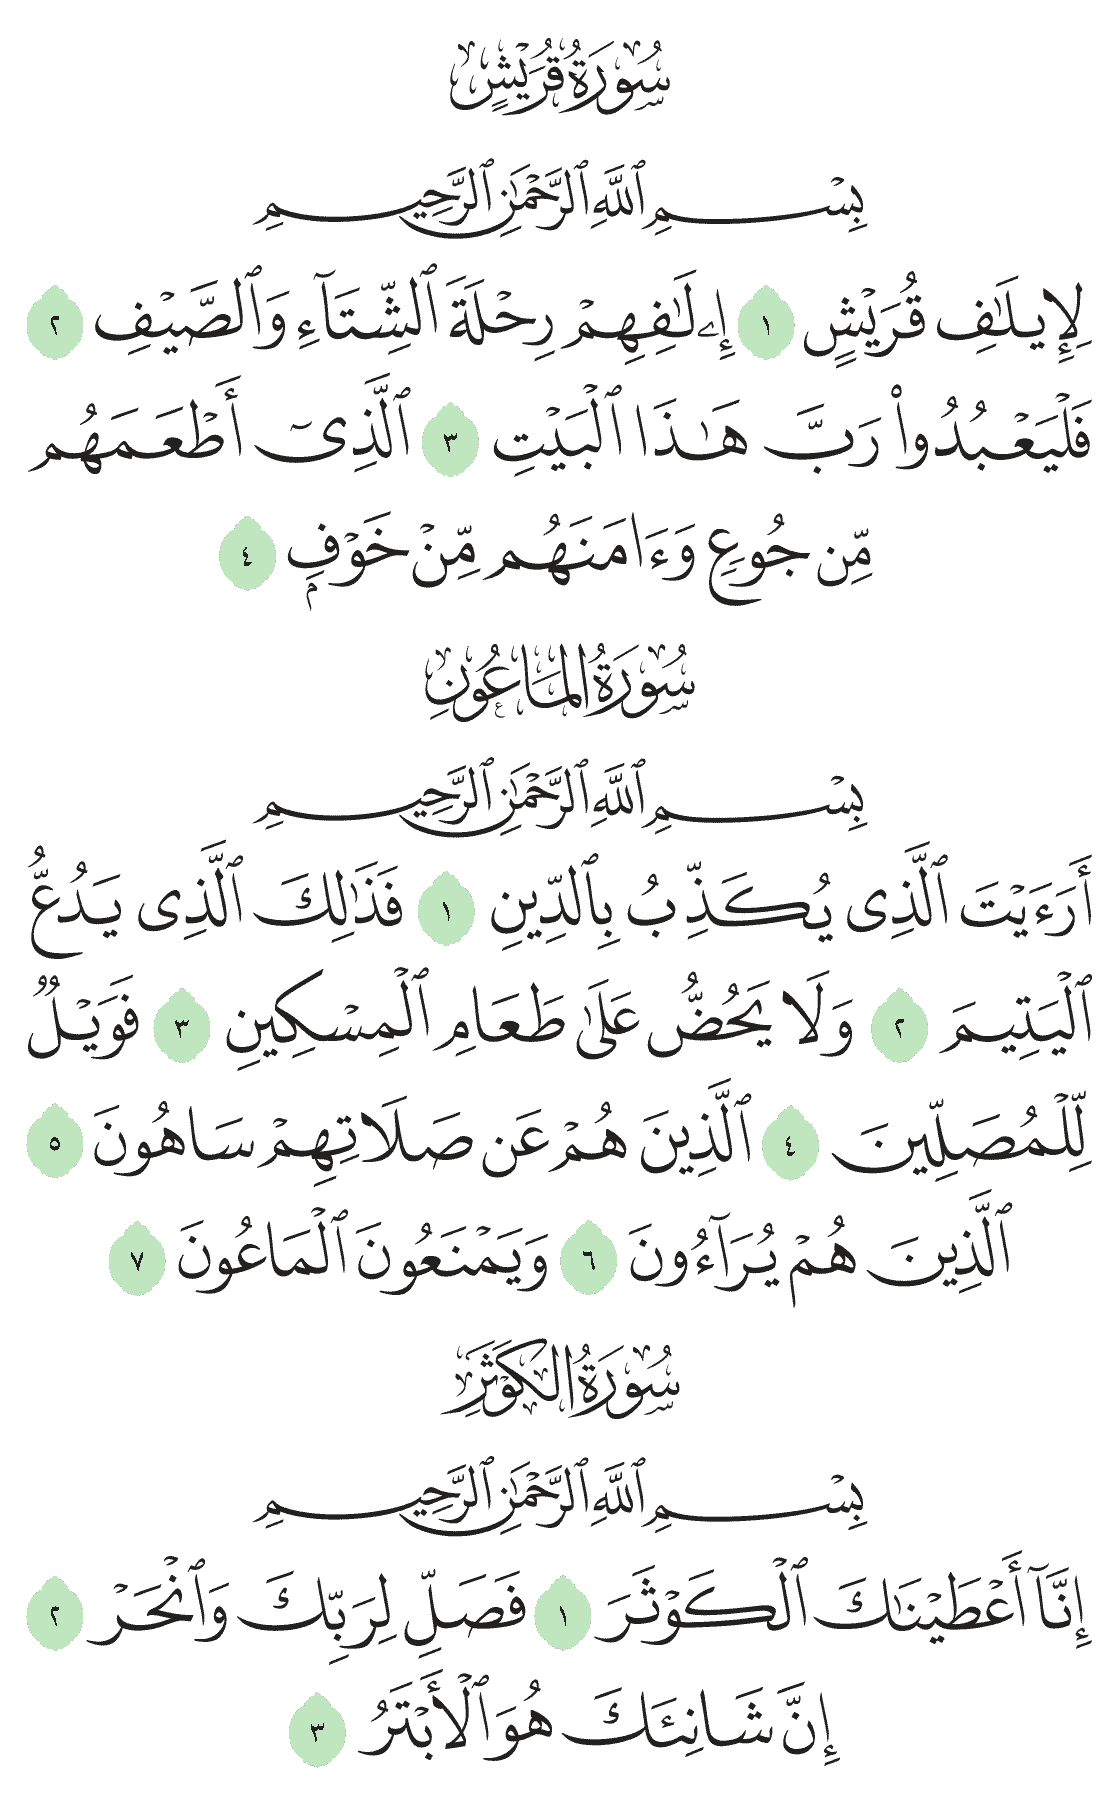 سُورَةُ قُرَيْشٍ
بِسْمِ ٱللَّهِ ٱلرَّحْمَٰنِ ٱلرَّحِيمِ
لِإِيلَٰفِ قُرَيْشٍ ١ إِۦلَٰفِهِمْ رِحْلَةَ ٱلشِّتَآءِ وَٱلصَّيْفِ ٢
فَلْيَعْبُدُوا۟ رَبَّ هَٰذَا ٱلْبَيْتِ ٣ ٱلَّذِىٓ أَطْعَمَهُم
مِّن جُوعٍ وَءَامَنَهُم مِّنْ خَوْفٍۭ ٤
سُورَةُ الْمَاعُونِ
بِسْمِ ٱللَّهِ ٱلرَّحْمَٰنِ ٱلرَّحِيمِ
أَرَءَيْتَ ٱلَّذِى يُكَذِّبُ بِٱلدِّينِ ١ فَذَٰلِكَ ٱلَّذِى يَدُعُّ
ٱلْيَتِيمَ ٢ وَلَا يَحُضُّ عَلَىٰ طَعَامِ ٱلْمِسْكِينِ ٣ فَوَيْلٌ
لِّلْمُصَلِّينَ ٤ ٱلَّذِينَ هُمْ عَن صَلَاتِهِمْ سَاهُونَ ٥
ٱلَّذِينَ هُمْ يُرَآءُونَ ٦ وَيَمْنَعُونَ ٱلْمَاعُونَ ٧
سُورَةُ الْكَوْثَرِ
بِسْمِ ٱللَّهِ ٱلرَّحْمَٰنِ ٱلرَّحِيمِ
إِنَّآ أَعْطَيْنَٰكَ ٱلْكَوْثَرَ ١ فَصَلِّ لِرَبِّكَ وَٱنْحَرْ ٢
إِنَّ شَانِئَكَ هُوَ ٱلْأَبْتَرُ ٣